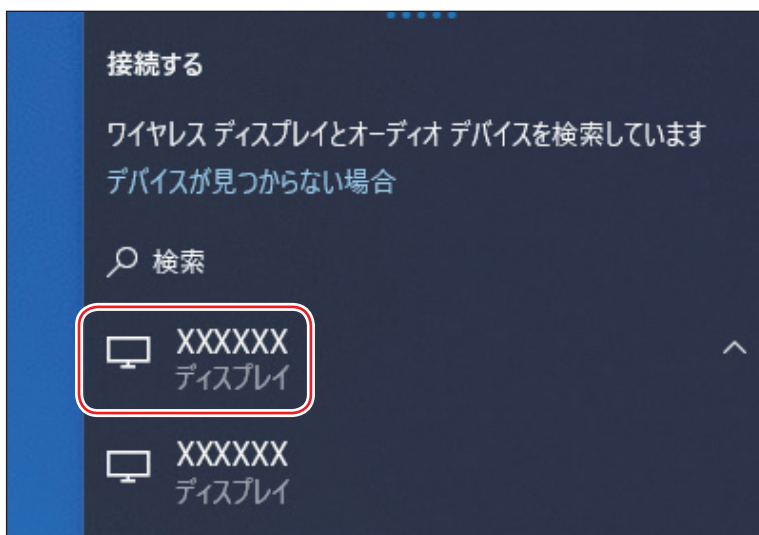 接続する
ワイヤレス ディスプレイとオーディオ デバイスを検索しています
デバイスが見つからない場合
検索
XXXXXX
ディスプレイ
XXXXXX
ディスプレイ